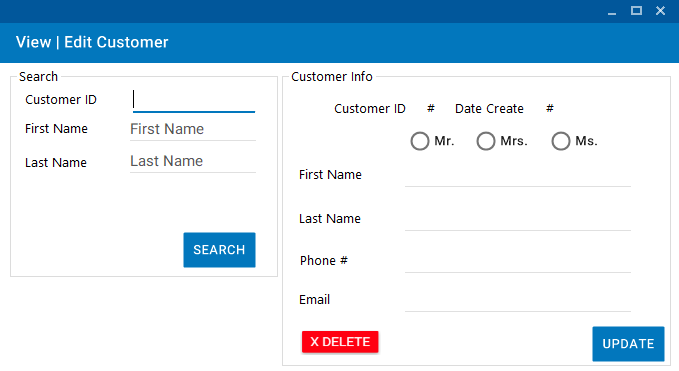 View | Edit Customer
Search
Customer ID
First Name First Name
Last Name Last Name
SEARCH
Customer Info
Customer ID # Date Create #
Mr. Mrs. Ms.
First Name
Last Name
Phone #
Email
X DELETE
UPDATE